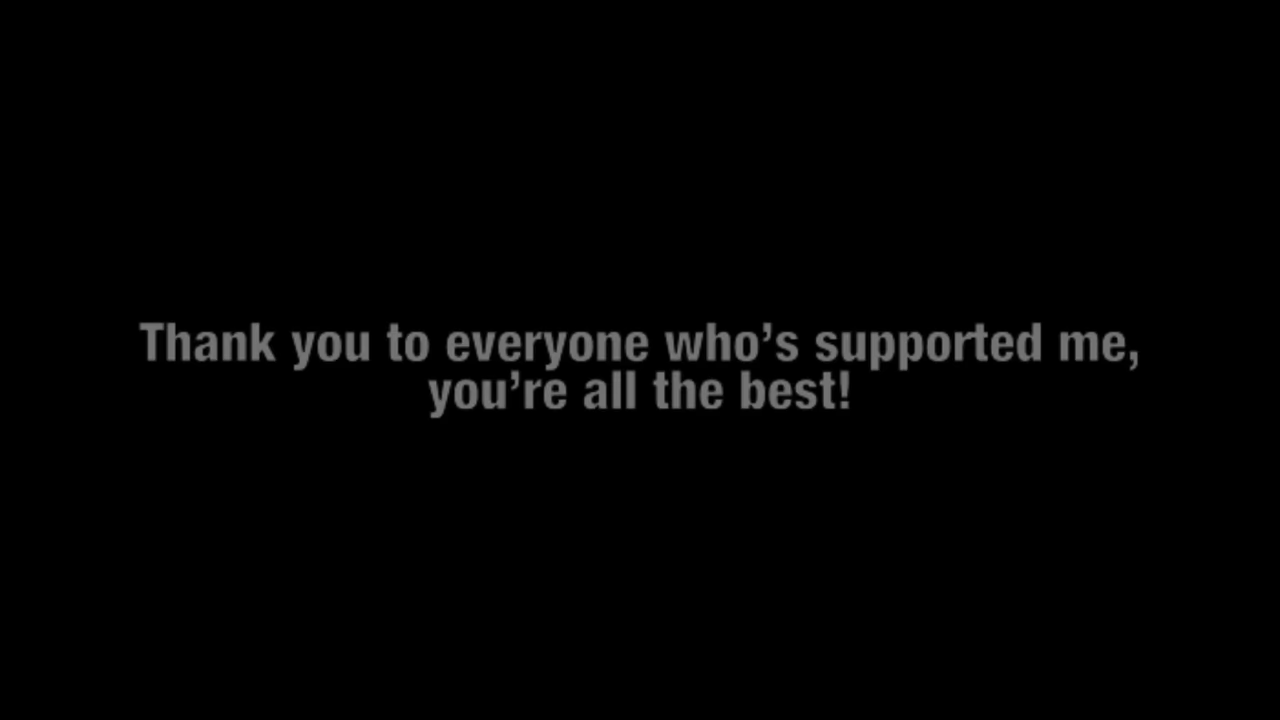 Thank you to everyone who’s supported me,
you’re all the best!